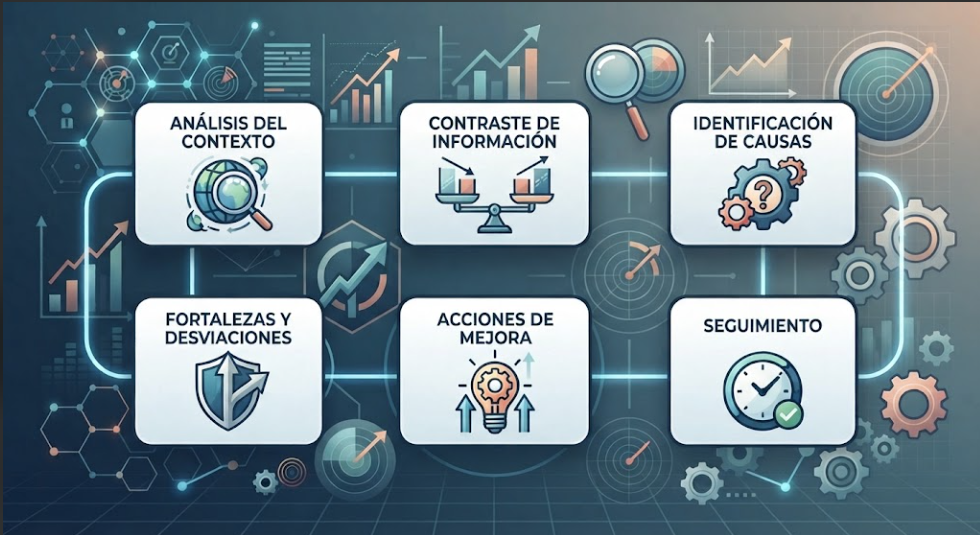 ANÁLISIS DEL
CONTEXTO
CONTRASTE DE
INFORMACIÓN
IDENTIFICACIÓN
DE CAUSAS
?
FORTALEZAS Y
DESVIACIONES
ACCIONES DE
MEJORA
SEGUIMIENTO